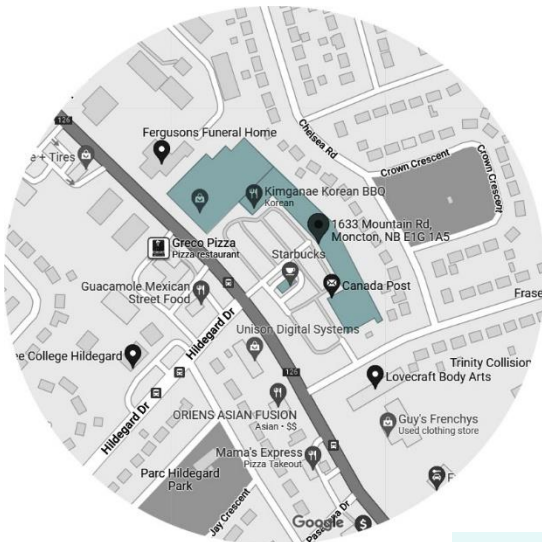 126
Chelsea Rd
Fergusons Funeral Home
e + Tires
Crown Crescent
Crown Crescent
Kimganae Korean BBQ
Korean
1633 Mountain Rd,
Moncton, NB E1G 1A5
Greco Pizza
Pizza restaurant
Starbucks
Guacamole Mexican
Street Food
Canada Post
Frase
Unison Digital Systems
e College Hildegard
Hildegard Dr
126
Trinity Collision
Lovecraft Body Arts
Hildegard Dr
ORIENS ASIAN FUSION
Asian • $$
Guy's Frenchys
Used clothing store
Mama's Express
Pizza Takeout
Parc Hildegard
Park
F
Jay Crescent
Google
$